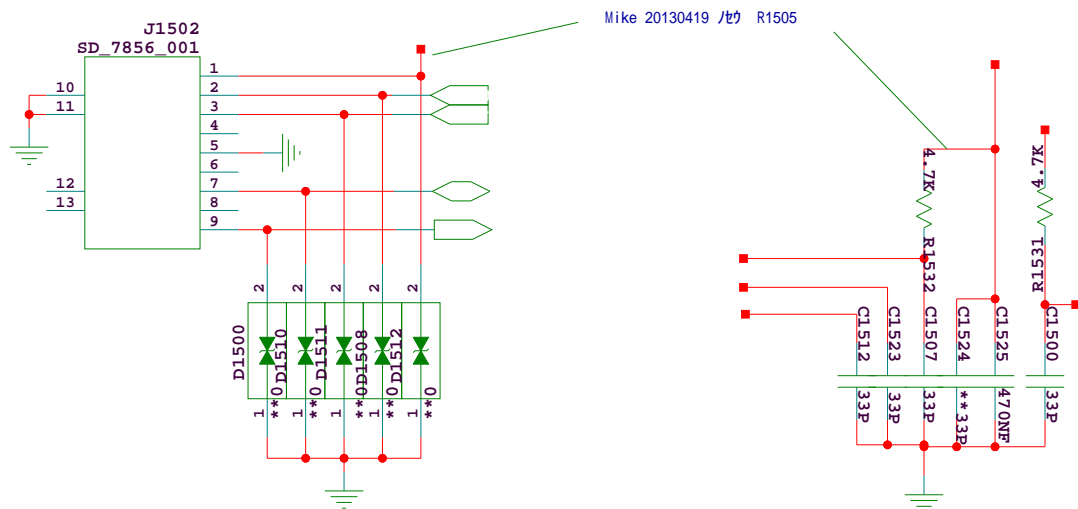 Mike 20130419 ﾉｾｳ R1505
J1502
SD_7856_001
1
2
3
4
5
6
7
8
9
10
11
12
13
2
2
2
2
2
D1500
D1510
D1511
D1508
D1512
1
1
1
1
1
**0
**0
**0
**0
**0
4.7K
R1532
4.7K
R1531
C1512
C1523
C1507
C1524
C1525
C1500
33P
33P
33P
**33P
470NF
33P